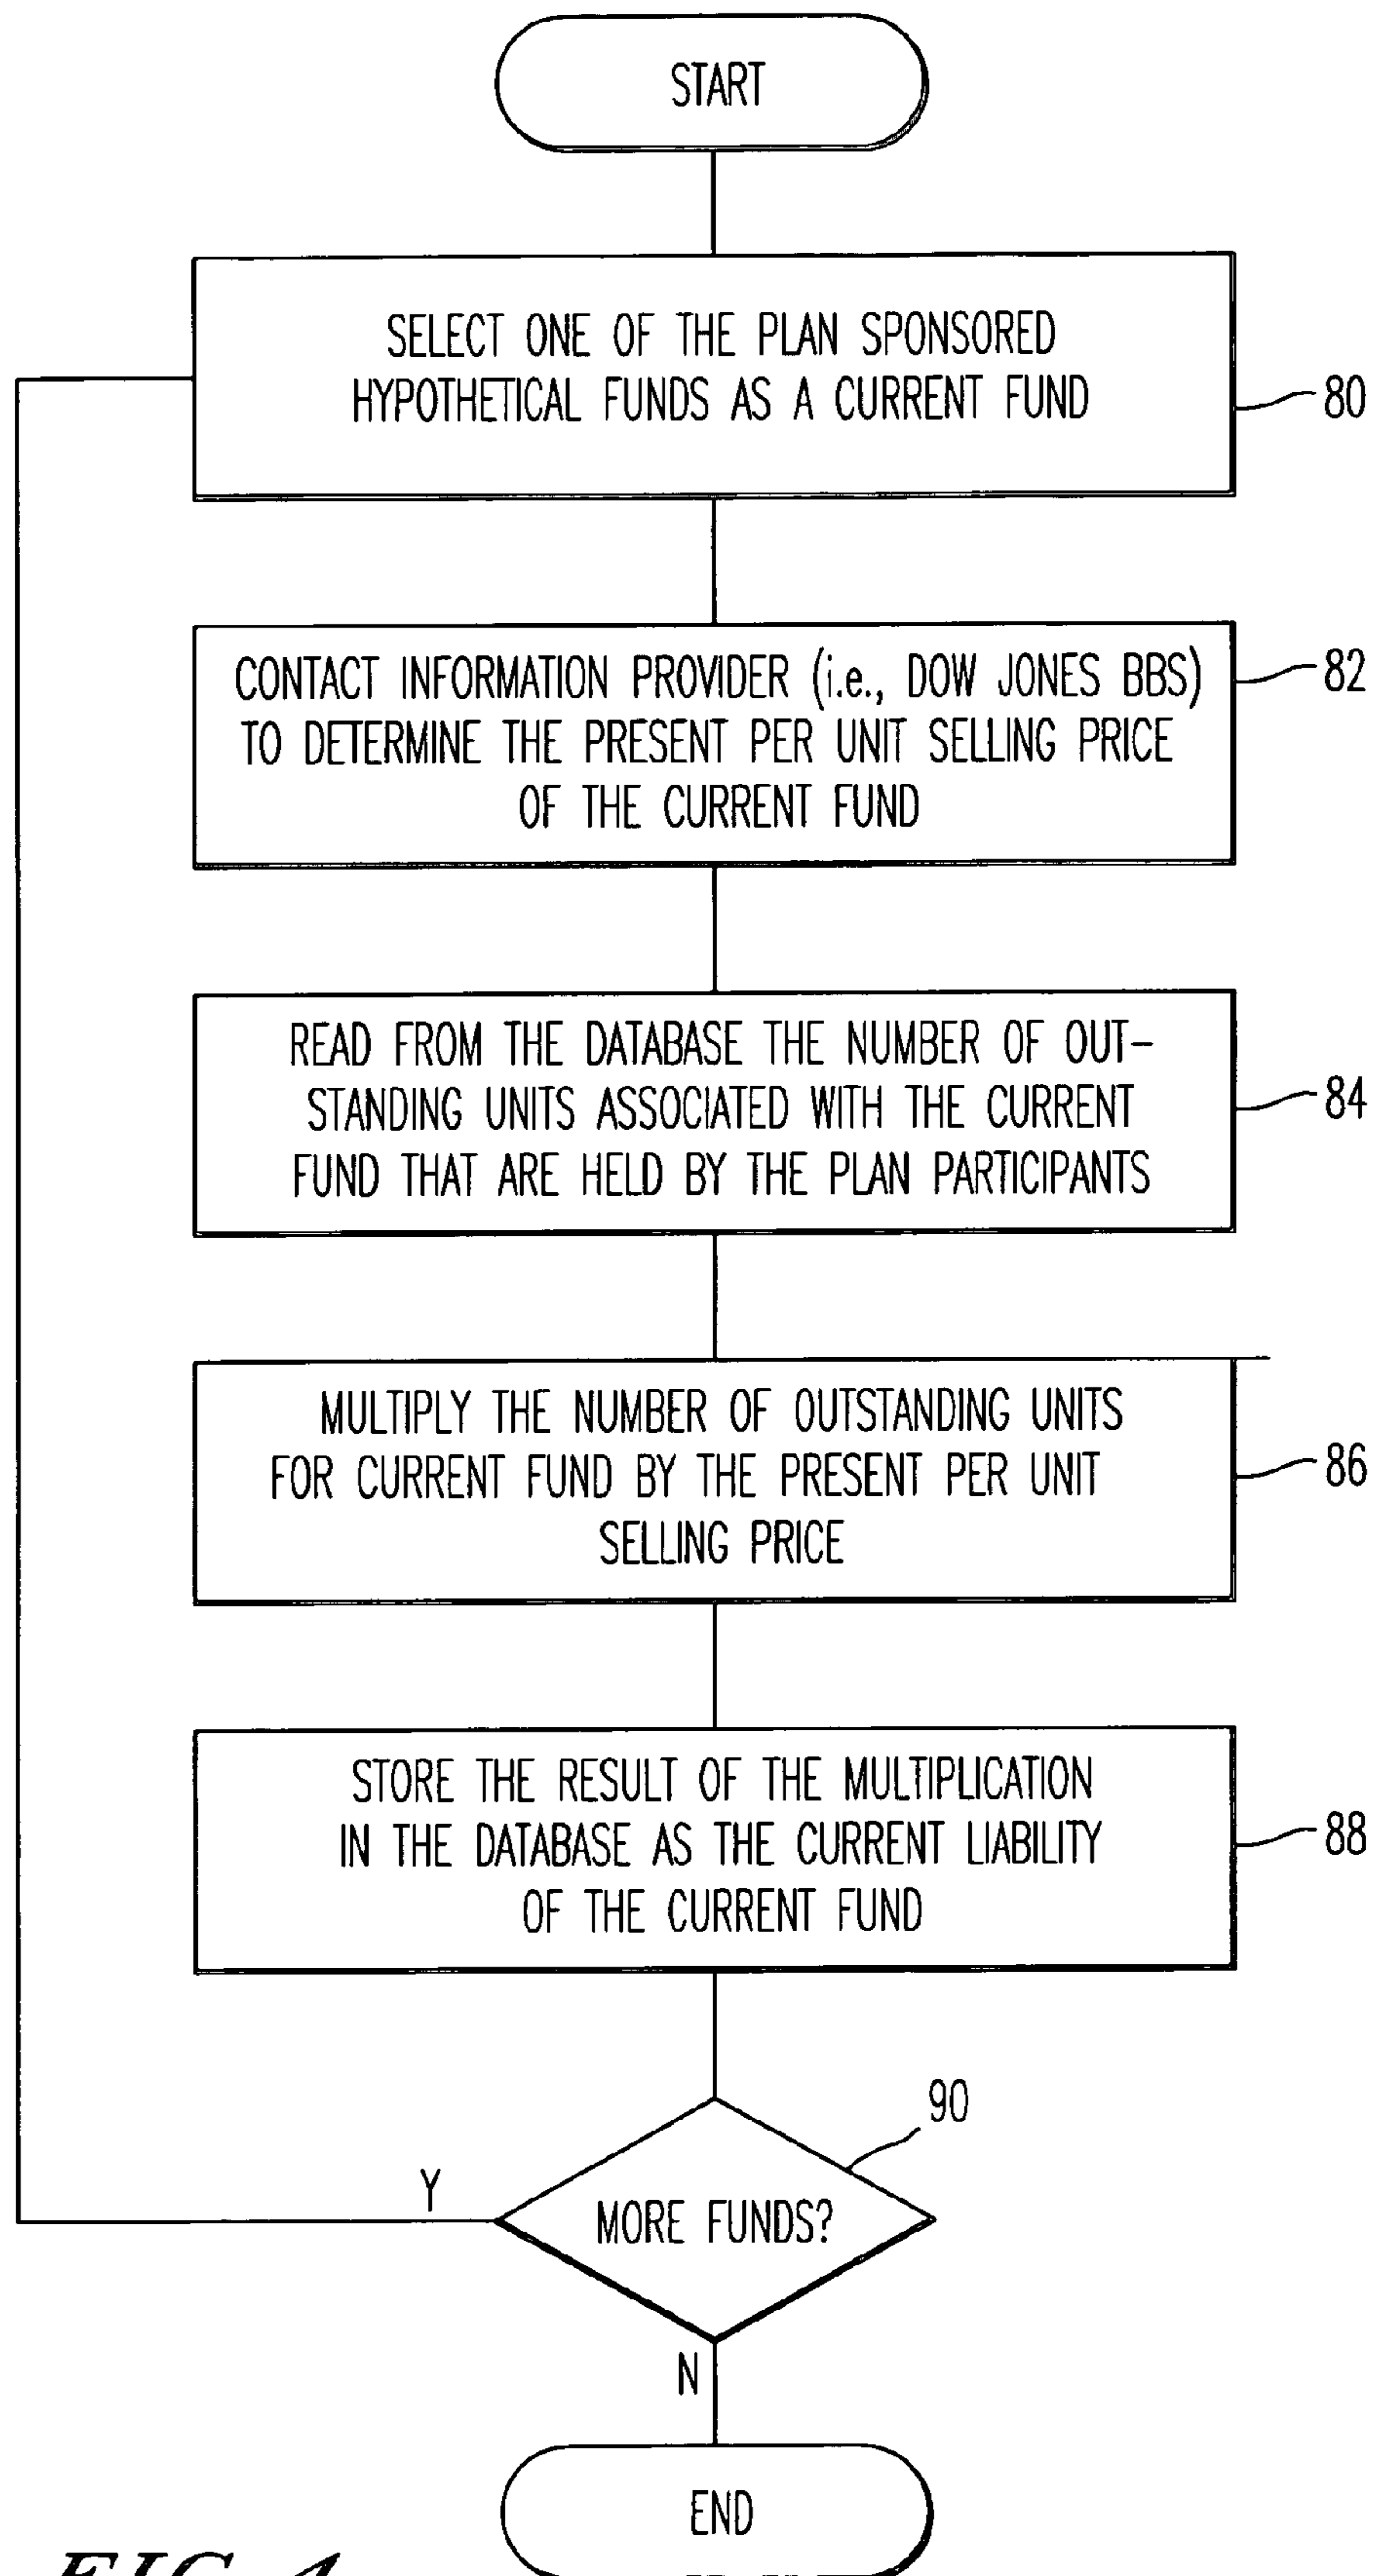 START
SELECT ONE OF THE PLAN SPONSORED
HYPOTHETICAL FUNDS AS A CURRENT FUND
80
CONTACT INFORMATION PROVIDER (i.e., DOW JONES BBS)
TO DETERMINE THE PRESENT PER UNIT SELLING PRICE
OF THE CURRENT FUND
82
READ FROM THE DATABASE THE NUMBER OF OUT-
STANDING UNITS ASSOCIATED WITH THE CURRENT
FUND THAT ARE HELD BY THE PLAN PARTICIPANTS
84
MULTIPLY THE NUMBER OF OUTSTANDING UNITS
FOR CURRENT FUND BY THE PRESENT PER UNIT
SELLING PRICE
86
STORE THE RESULT OF THE MULTIPLICATION
IN THE DATABASE AS THE CURRENT LIABILITY
OF THE CURRENT FUND
88
90
Y
MORE FUNDS?
N
END
FIG. 4